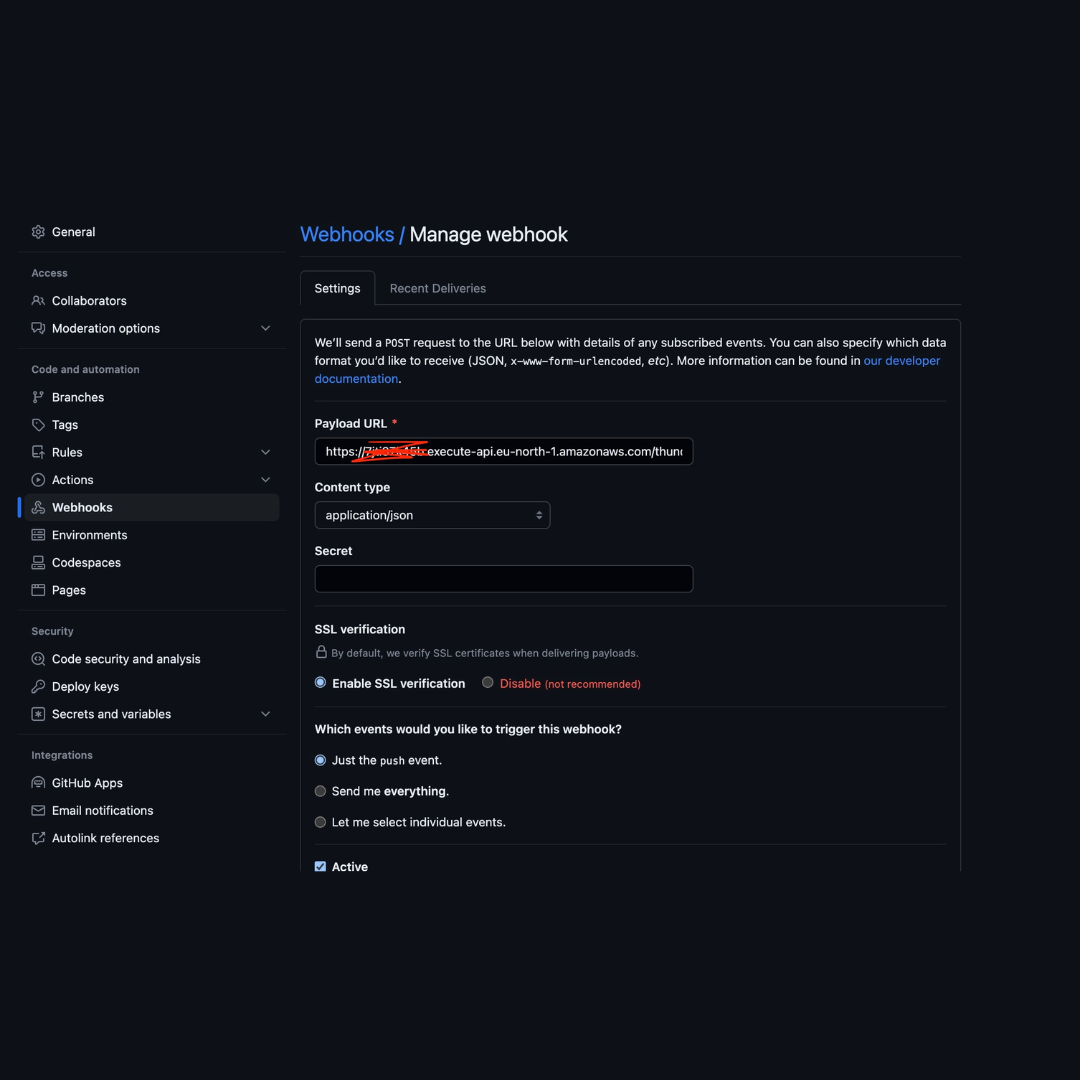 General
Access
Collaborators
Moderation options
Code and automation
Branches
Tags
Rules
Actions
Webhooks
Environments
Codespaces
Pages
Security
Code security and analysis
Deploy keys
Secrets and variables
Integrations
GitHub Apps
Email notifications
Autolink references
Webhooks / Manage webhook
Settings Recent Deliveries
We’ll send a POST request to the URL below with details of any subscribed events. You can also specify which data
format you’d like to receive (JSON, x-www-form-urlencoded, etc). More information can be found in our developer
documentation.
Payload URL *
https:// .execute-api.eu-north-1.amazonaws.com/thun
Content type
application/json
Secret
SSL verification
By default, we verify SSL certificates when delivering payloads.
Enable SSL verification Disable (not recommended)
Which events would you like to trigger this webhook?
Just the push event.
Send me everything.
Let me select individual events.
Active